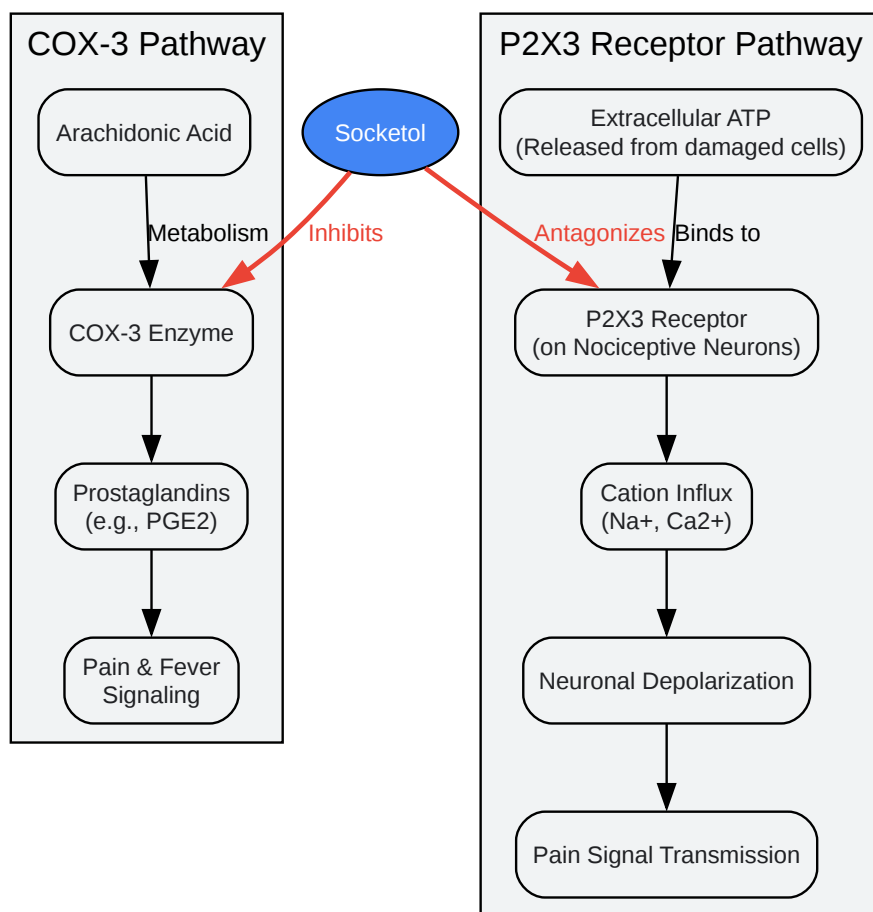 COX-3 Pathway
Arachidonic Acid
Metabolism
COX-3 Enzyme
Prostaglandins
(e.g., PGE2)
Pain & Fever
Signaling
Socketol
Inhibits
Antagonizes
P2X3 Receptor Pathway
Extracellular ATP
(Released from damaged cells)
Binds to
P2X3 Receptor
(on Nociceptive Neurons)
Cation Influx
(Na+, Ca2+)
Neuronal Depolarization
Pain Signal Transmission